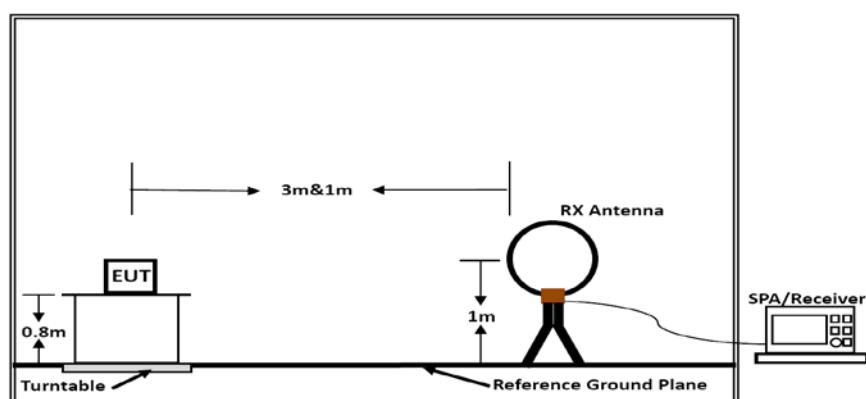 3m&1m
RX Antenna
EUT
1m
0.8m
SPA/Receiver
Turntable
Reference Ground Plane